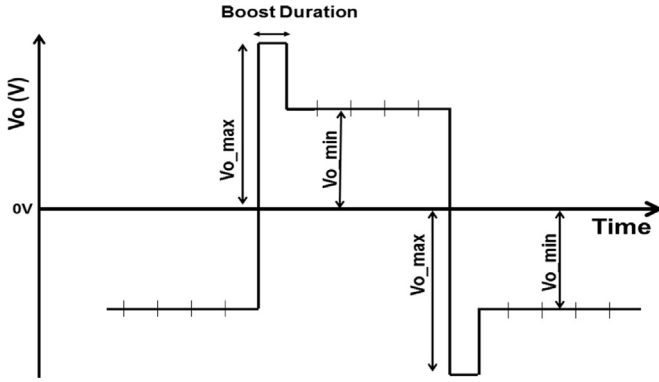 Boost Duration
Vo (V)
Vo_max
Vo_min
0V
Time
Vo_max
Vo_min